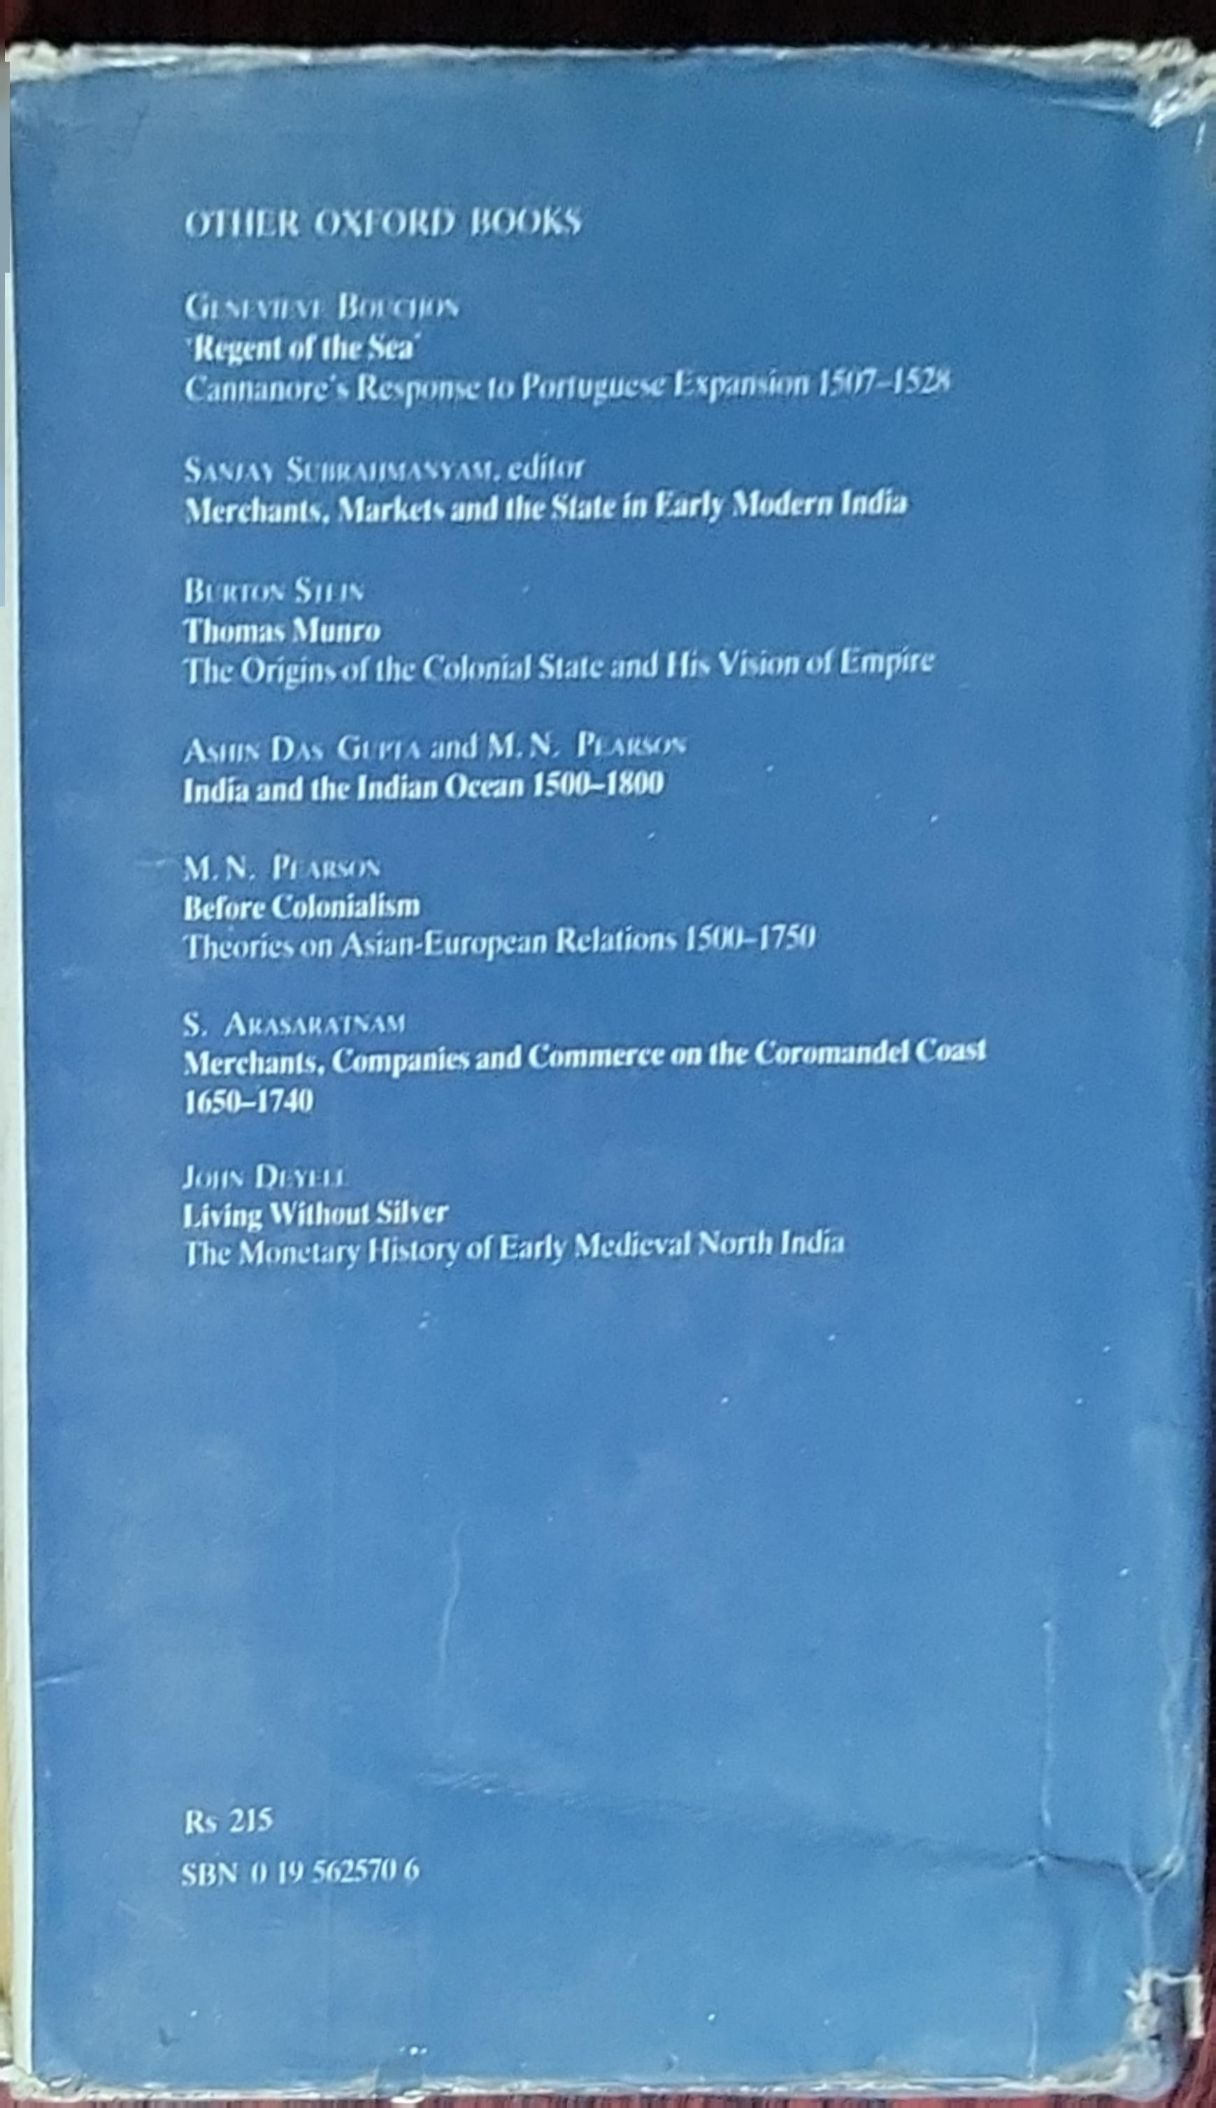 OTHER OXFORD BOOKS
GENEVIEVE BOUCHON
'Regent of the Sea'
Cannanore's Response to Portuguese Expansion 1507–1528
SANJAY SUBRAHMANYAM, editor
Merchants, Markets and the State in Early Modern India
BURTON STEIN
Thomas Munro
The Origins of the Colonial State and His Vision of Empire
ASHIN DAS GUPTA and M. N. PEARSON
India and the Indian Ocean 1500–1800
M. N. PEARSON
Before Colonialism
Theories on Asian-European Relations 1500–1750
S. ARASARATNAM
Merchants, Companies and Commerce on the Coromandel Coast
1650–1740
JOHN DEYELL
Living Without Silver
The Monetary History of Early Medieval North India
Rs 215
SBN 0 19 562570 6